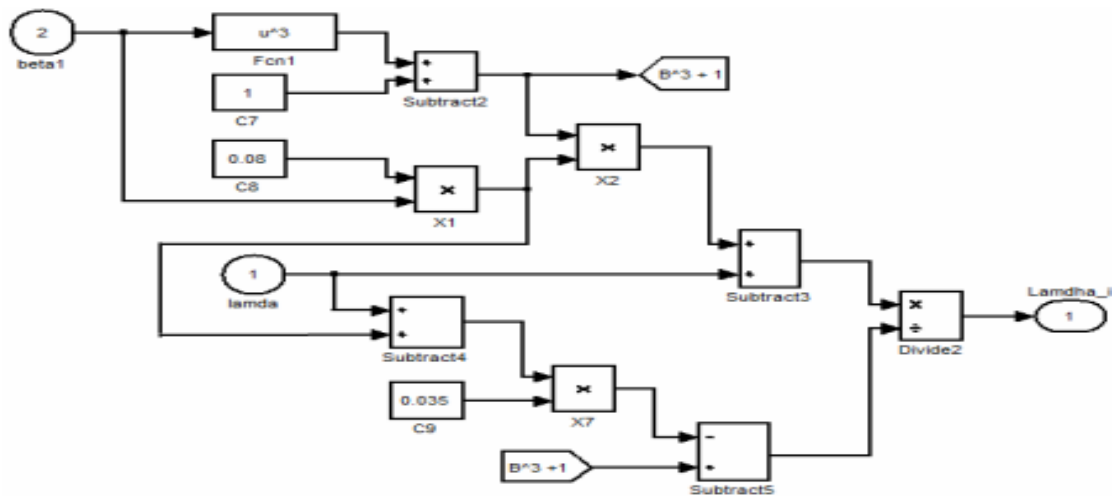 2
beta1
u^3
Fcn1
1
C7
Subtract2
B^3 + 1
0.08
C8
×
X1
×
X2
1
lamda
Subtract3
Subtract4
0.035
C9
×
X7
B^3 +1
Subtract5
×
÷
Divide2
Lamdha_i
1